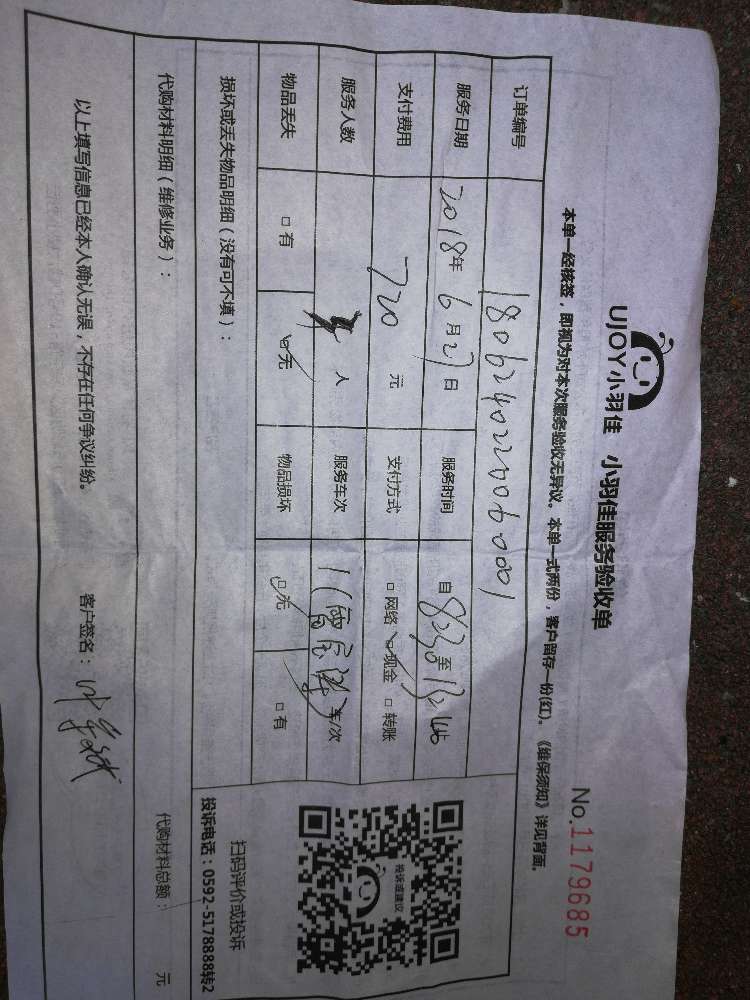 UJOY小羽佳 小羽佳服务验收单
No.1179685
本单一经核签，即视为对本次服务验收无异议。本单一式两份，客户留存一份(红)。《维保须知》详见背面。
订单编号 180624022006001
服务日期 2018年6月27日 服务时间 自8:30至13:46
支付费用 720元 支付方式 □网络 □现金 □转账
服务人数 人 服务车次 1 车/次
物品丢失 □有 □无 物品损坏 □无 □有
损坏或丢失物品明细（没有可不填）：
扫码评价或投诉
投诉电话：0592-5178888转2
投诉或建议
代购材料明细（维修业务）： 代购材料总额： 元
以上填写信息已经本人确认无误，不存在任何争议纠纷。 客户签名：